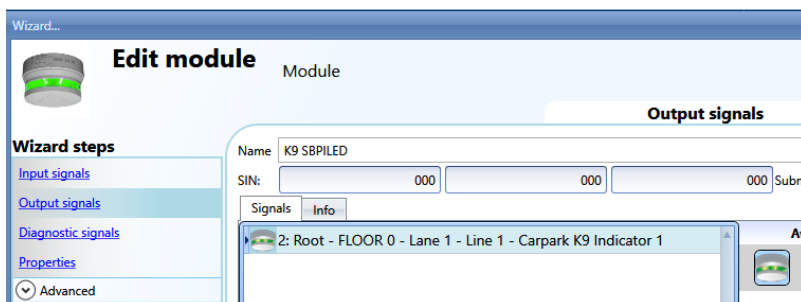 Wizard...
Edit module
Module
Output signals
Wizard steps
Name K9 SBPILED
Input signals
SIN: 000 000 000
Output signals
Signals Info
Diagnostic signals
2: Root - FLOOR 0 - Lane 1 - Line 1 - Carpark K9 Indicator 1
Properties
Advanced